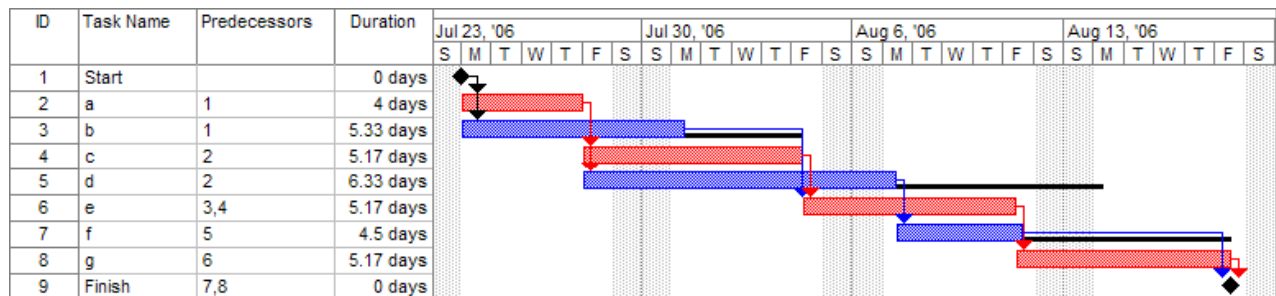 ID Task Name Predecessors Duration
Jul 23, '06 Jul 30, '06 Aug 6, '06 Aug 13, '06
S M T W T F S S M T W T F S S M T W T F S S M T W T F S
1 Start 0 days
2 a 1 4 days
3 b 1 5.33 days
4 c 2 5.17 days
5 d 2 6.33 days
6 e 3,4 5.17 days
7 f 5 4.5 days
8 g 6 5.17 days
9 Finish 7,8 0 days